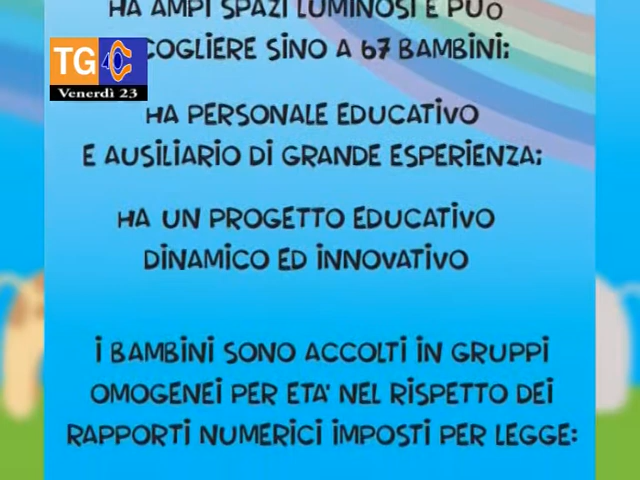 HA AMPI SPAZI LUMINOSI E PUÒ
COGLIERE SINO A 67 BAMBINI;
TG
Venerdì 23
HA PERSONALE EDUCATIVO
E AUSILIARIO DI GRANDE ESPERIENZA;
HA UN PROGETTO EDUCATIVO
DINAMICO ED INNOVATIVO
I BAMBINI SONO ACCOLTI IN GRUPPI
OMOGENEI PER ETA' NEL RISPETTO DEI
RAPPORTI NUMERICI IMPOSTI PER LEGGE: